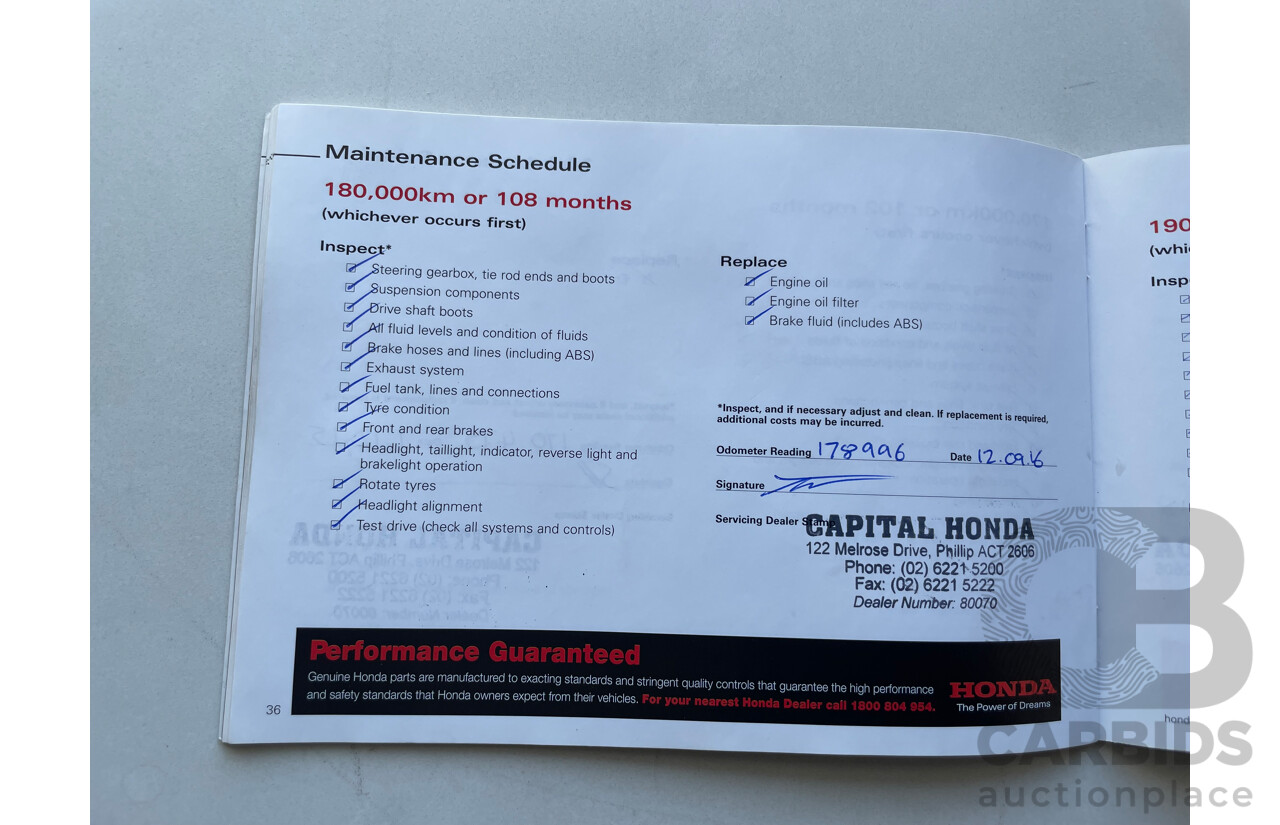 Maintenance Schedule
180,000km or 108 months
(whichever occurs first)
Inspect*
Steering gearbox, tie rod ends and boots
Suspension components
Drive shaft boots
All fluid levels and condition of fluids
Brake hoses and lines (including ABS)
Exhaust system
Fuel tank, lines and connections
Tyre condition
Front and rear brakes
Headlight, taillight, indicator, reverse light and
brakelight operation
Rotate tyres
Headlight alignment
Test drive (check all systems and controls)
Replace
Engine oil
Engine oil filter
Brake fluid (includes ABS)
*Inspect, and if necessary adjust and clean. If replacement is required,
additional costs may be incurred.
Odometer Reading 178996 Date 12.09.16
Signature
Servicing Dealer Stamp
CAPITAL HONDA
122 Melrose Drive, Phillip ACT 2606
Phone: (02) 6221 5200
Fax: (02) 6221 5222
Dealer Number: 80070
Performance Guaranteed
Genuine Honda parts are manufactured to exacting standards and stringent quality controls that guarantee the high performance
and safety standards that Honda owners expect from their vehicles. For your nearest Honda Dealer call 1800 804 954.
HONDA
The Power of Dreams
36
190
(whi
Insp
hond
CARBIDS
auctionplace